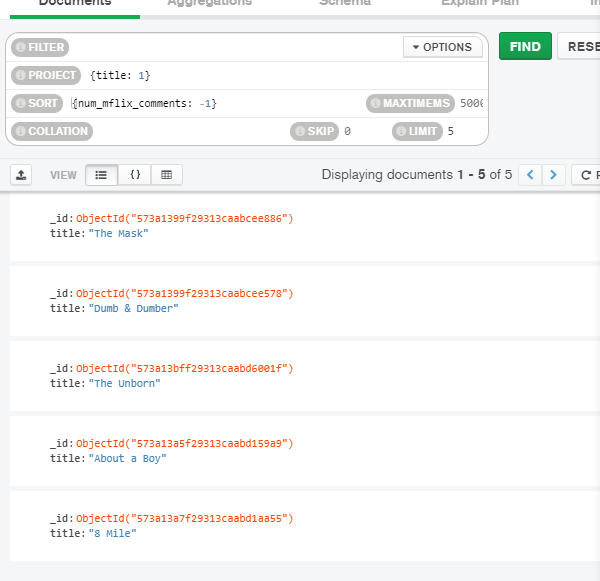 Documents Aggregations Schema Explain Plan
FILTER OPTIONS FIND RESE
PROJECT {title: 1}
SORT {num_mflix_comments: -1} MAXTIMEMS 5000
COLLATION SKIP 0 LIMIT 5
VIEW {} Displaying documents 1 - 5 of 5
_id: ObjectId("573a1399f29313caabcee886")
title: "The Mask"
_id: ObjectId("573a1399f29313caabcee578")
title: "Dumb & Dumber"
_id: ObjectId("573a13bff29313caabd6001f")
title: "The Unborn"
_id: ObjectId("573a13a5f29313caabd159a9")
title: "About a Boy"
_id: ObjectId("573a13a7f29313caabd1aa55")
title: "8 Mile"